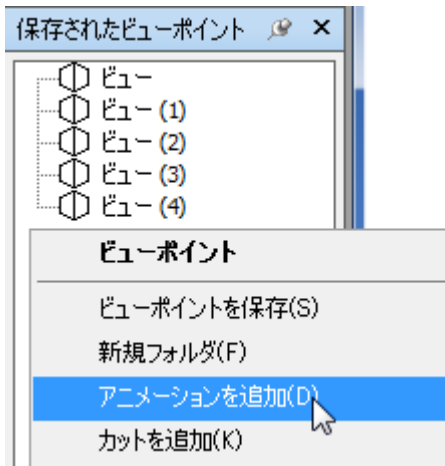 保存されたビューポイント
ビュー
ビュー (1)
ビュー (2)
ビュー (3)
ビュー (4)
ビューポイント
ビューポイントを保存(S)
新規フォルダ(F)
アニメーションを追加(D)
カットを追加(K)